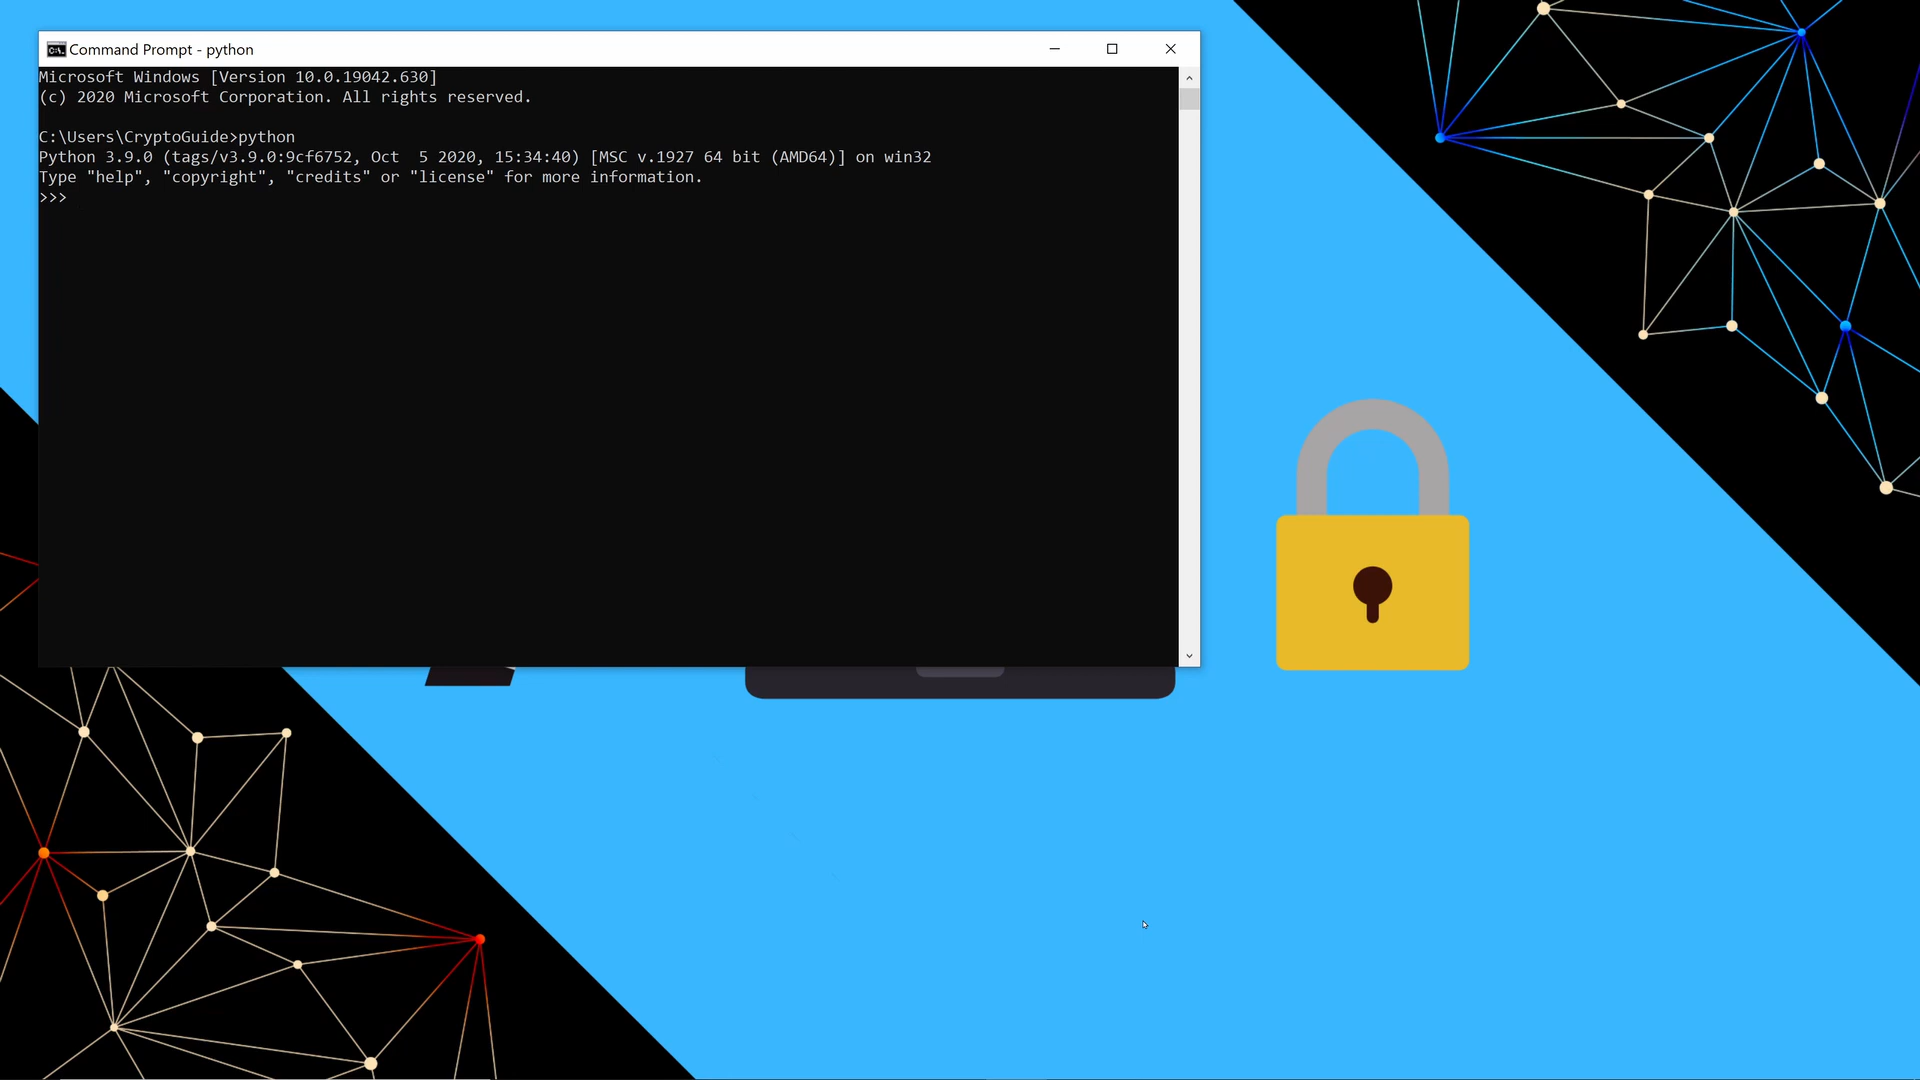 Command Prompt - python
Microsoft Windows [Version 10.0.19042.630]
(c) 2020 Microsoft Corporation. All rights reserved.
C:\Users\CryptoGuide>python
Python 3.9.0 (tags/v3.9.0:9cf6752, Oct  5 2020, 15:34:40) [MSC v.1927 64 bit (AMD64)] on win32
Type "help", "copyright", "credits" or "license" for more information.
>>>